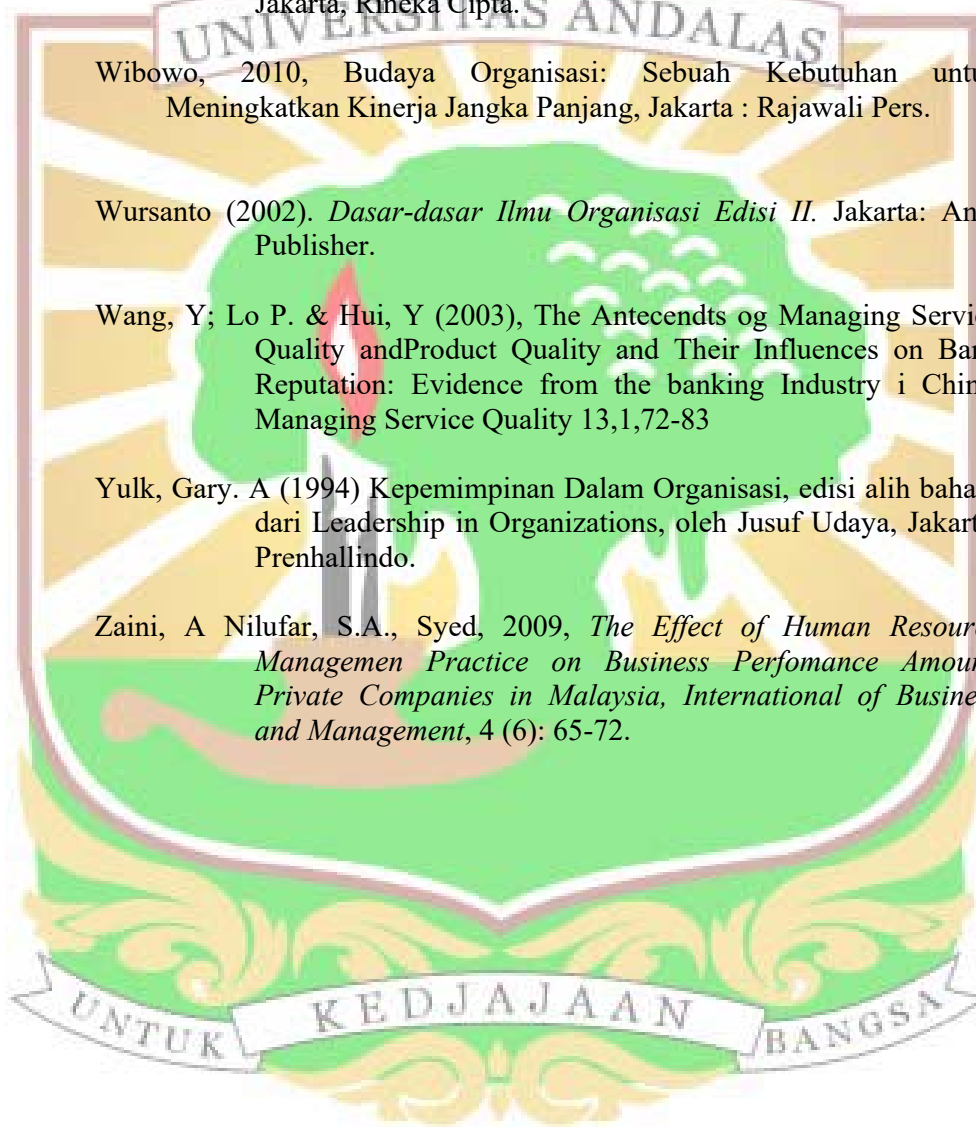 Jakarta, Rineka Cipta.
UNIVERSITAS ANDALAS
Wibowo, 2010, Budaya Organisasi: Sebuah Kebutuhan untu
Meningkatkan Kinerja Jangka Panjang, Jakarta : Rajawali Pers.
Wursanto (2002). Dasar-dasar Ilmu Organisasi Edisi II. Jakarta: An
Publisher.
Wang, Y; Lo P. & Hui, Y (2003), The Antecendts og Managing Servi
Quality andProduct Quality and Their Influences on Ban
Reputation: Evidence from the banking Industry i Chin
Managing Service Quality 13,1,72-83
Yulk, Gary. A (1994) Kepemimpinan Dalam Organisasi, edisi alih baha
dari Leadership in Organizations, oleh Jusuf Udaya, Jakart
Prenhallindo.
Zaini, A Nilufar, S.A., Syed, 2009, The Effect of Human Resour
Managemen Practice on Business Perfomance Amour
Private Companies in Malaysia, International of Busine
and Management, 4 (6): 65-72.
UNTUK KEDJAJAAN BANGSA